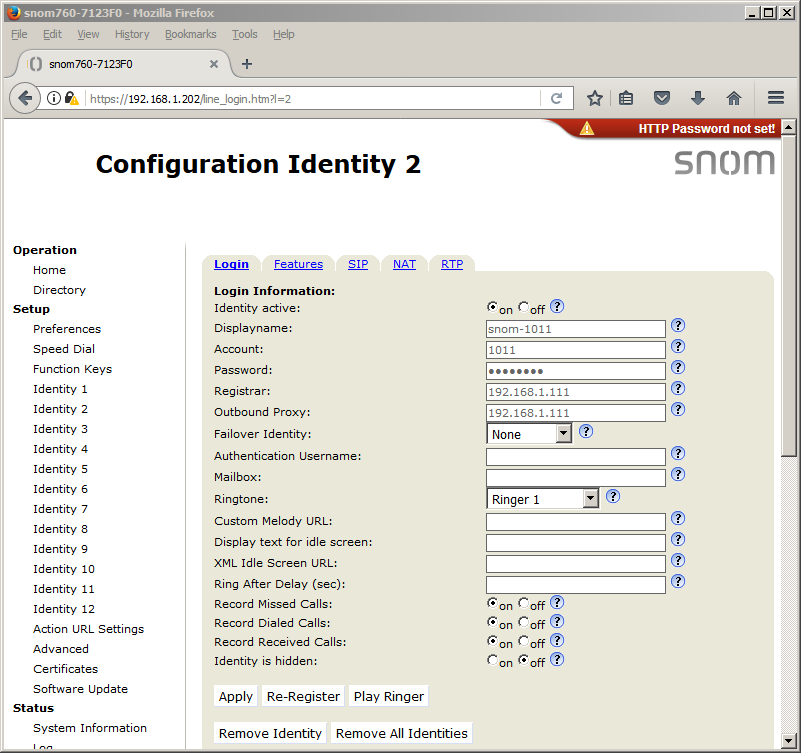 snom760-7123F0 - Mozilla Firefox
File Edit View History Bookmarks Tools Help
snom760-7123F0
https://192.168.1.202/line_login.htm?l=2
HTTP Password not set!
Configuration Identity 2
snom
Operation
Home
Directory
Setup
Preferences
Speed Dial
Function Keys
Identity 1
Identity 2
Identity 3
Identity 4
Identity 5
Identity 6
Identity 7
Identity 8
Identity 9
Identity 10
Identity 11
Identity 12
Action URL Settings
Advanced
Certificates
Software Update
Status
System Information
Log
Login Features SIP NAT RTP
Login Information:
Identity active: on off ?
Displayname: snom-1011 ?
Account: 1011 ?
Password: ●●●●●●●● ?
Registrar: 192.168.1.111 ?
Outbound Proxy: 192.168.1.111 ?
Failover Identity: None ?
Authentication Username: ?
Mailbox: ?
Ringtone: Ringer 1 ?
Custom Melody URL: ?
Display text for idle screen: ?
XML Idle Screen URL: ?
Ring After Delay (sec): ?
Record Missed Calls: on off ?
Record Dialed Calls: on off ?
Record Received Calls: on off ?
Identity is hidden: on off ?
Apply Re-Register Play Ringer
Remove Identity Remove All Identities